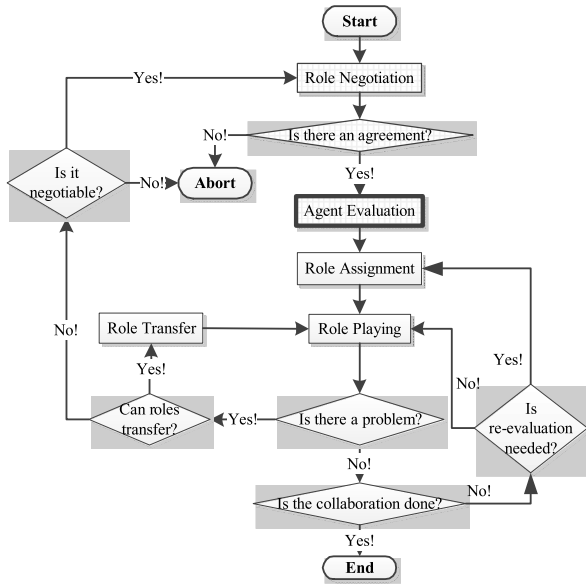 Start
Yes!
Role Negotiation
No!
Is there an agreement?
Is it
negotiable?
No!
Abort
Yes!
Agent Evaluation
Role Assignment
No!
Role Transfer
Role Playing
Yes!
Yes!
No!
Can roles
transfer?
Yes!
Is there a problem?
Is
re-evaluation
needed?
No!
Is the collaboration done?
No!
Yes!
End